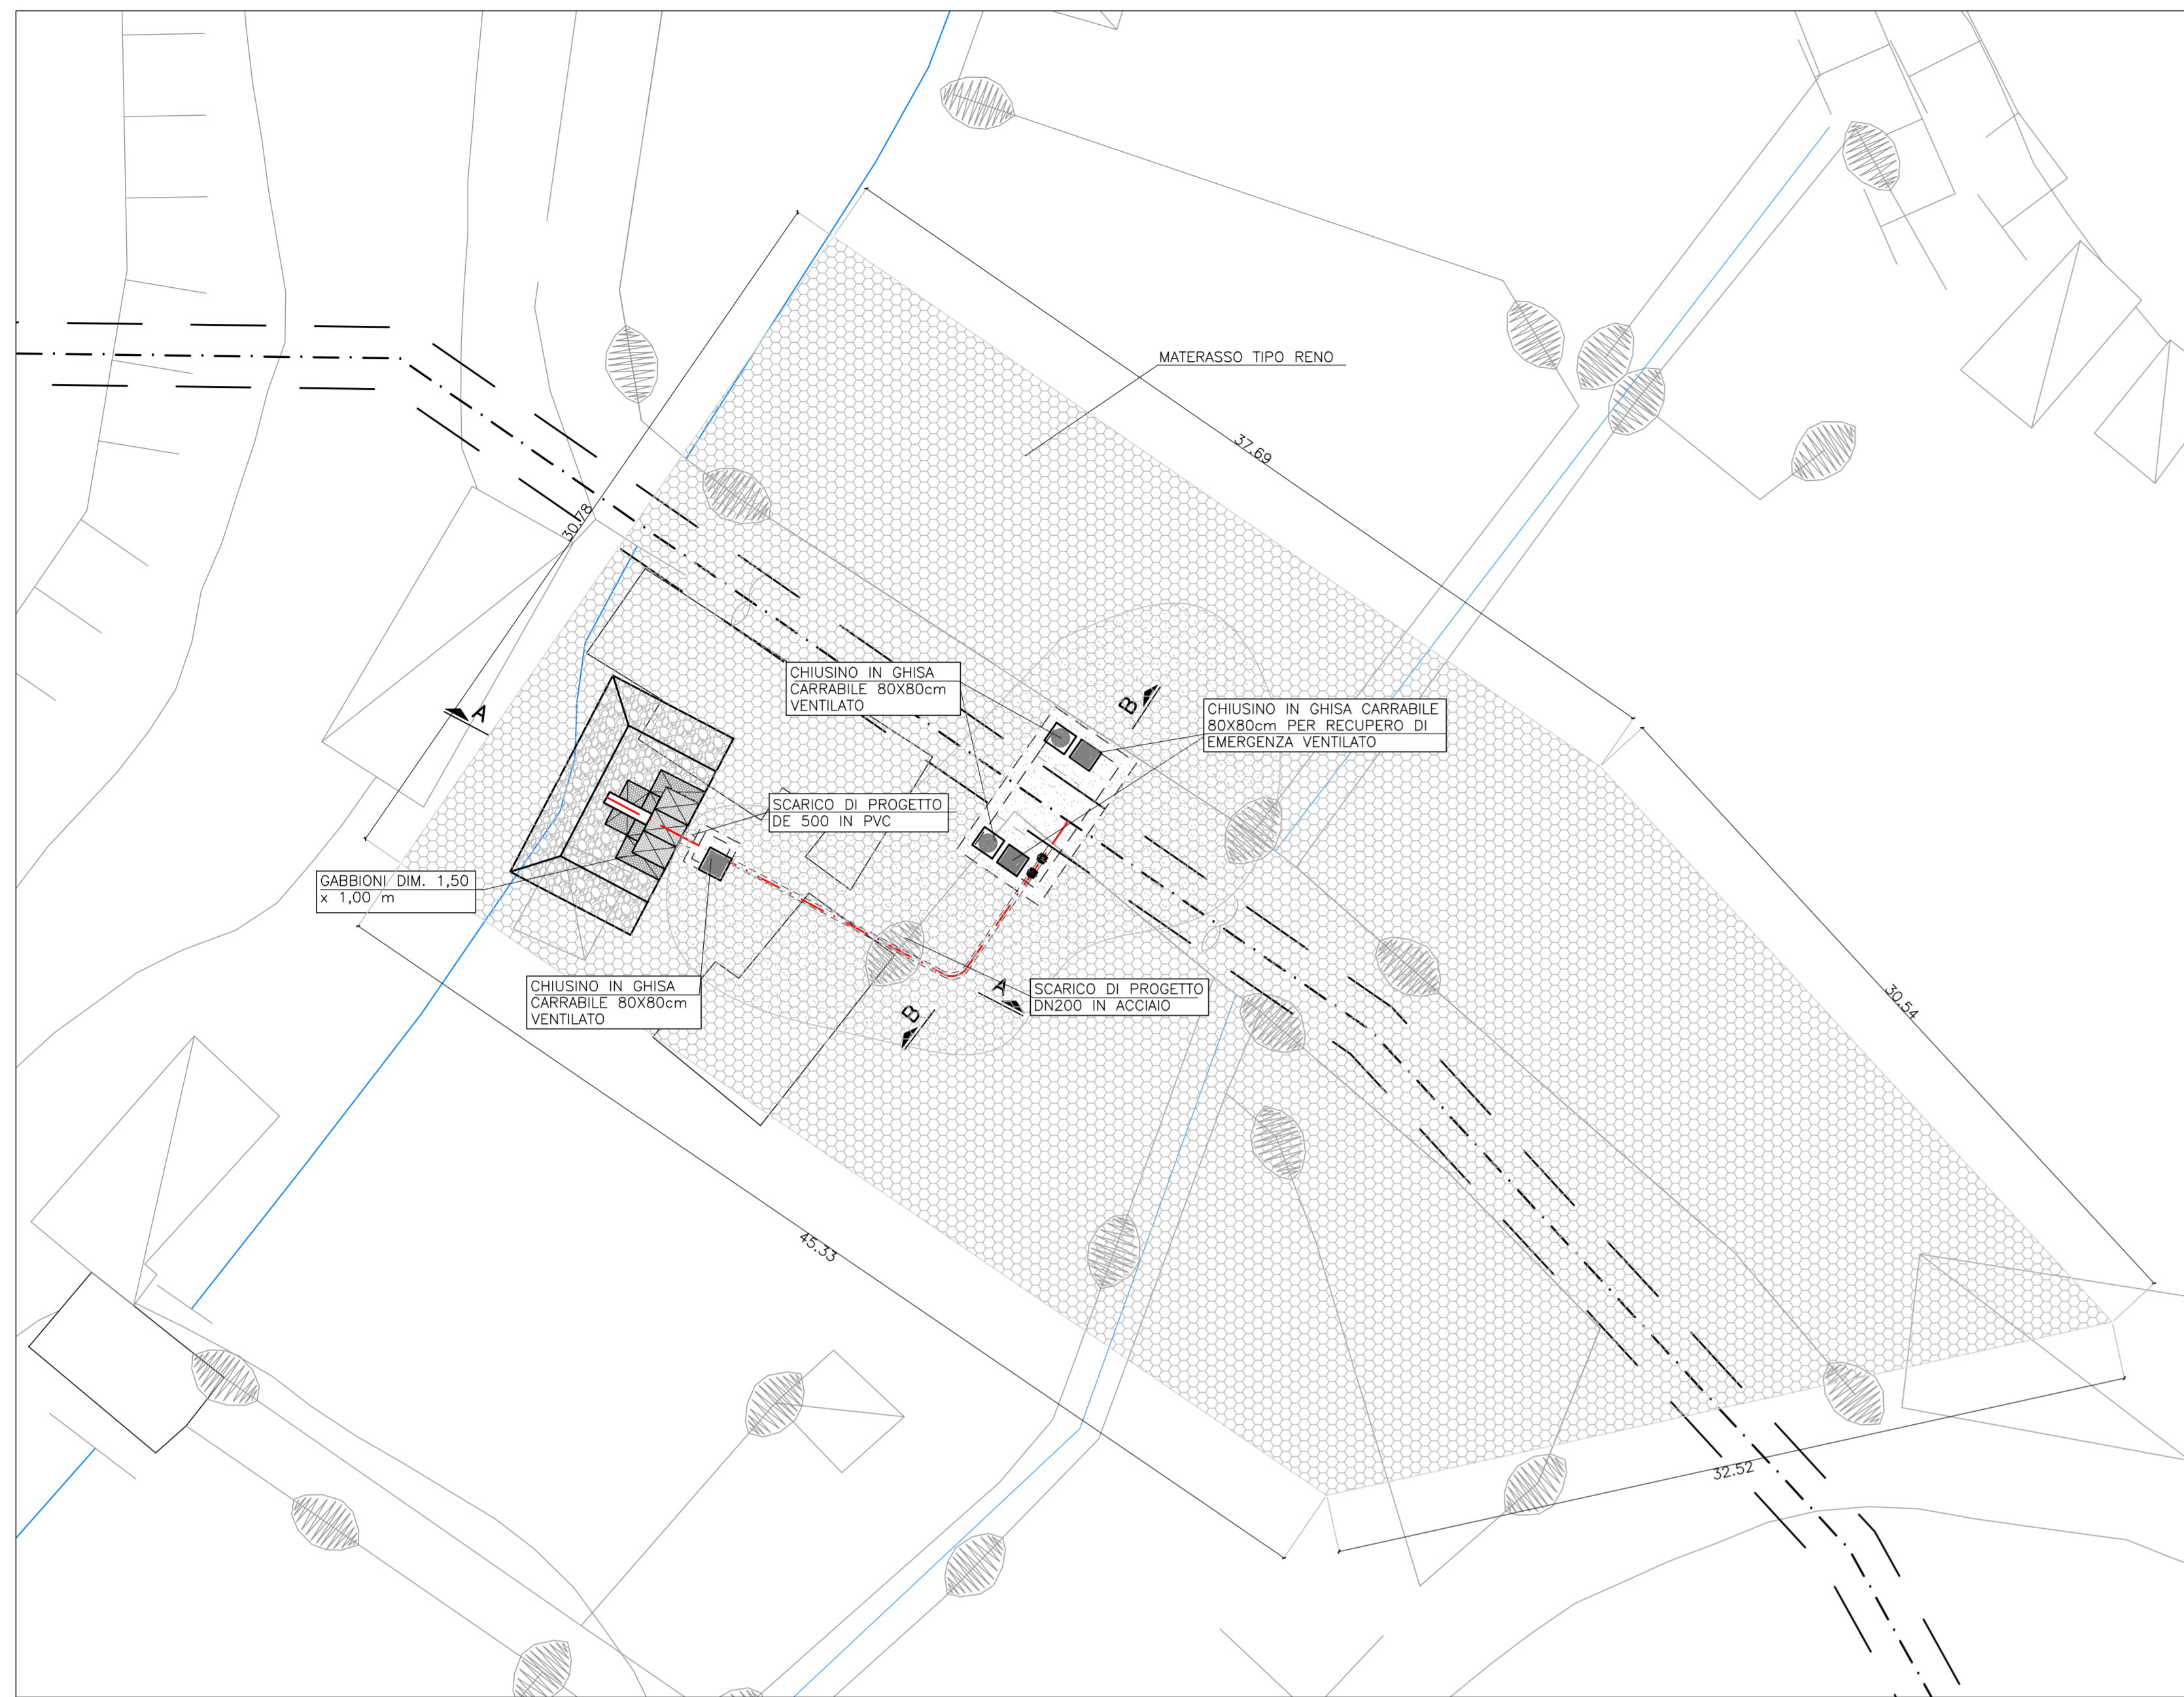 MATERASSO TIPO RENO
37.69
30.78
CHIUSINO IN GHISA
CARRABILE 80X80cm
VENTILATO
B
CHIUSINO IN GHISA CARRABILE
80X80cm PER RECUPERO DI
EMERGENZA VENTILATO
A
SCARICO DI PROGETTO
DE 500 IN PVC
GABBIONI DIM. 1,50
x 1,00 m
CHIUSINO IN GHISA
CARRABILE 80X80cm
VENTILATO
SCARICO DI PROGETTO
DN200 IN ACCIAIO
A
B
30.54
45.33
32.52